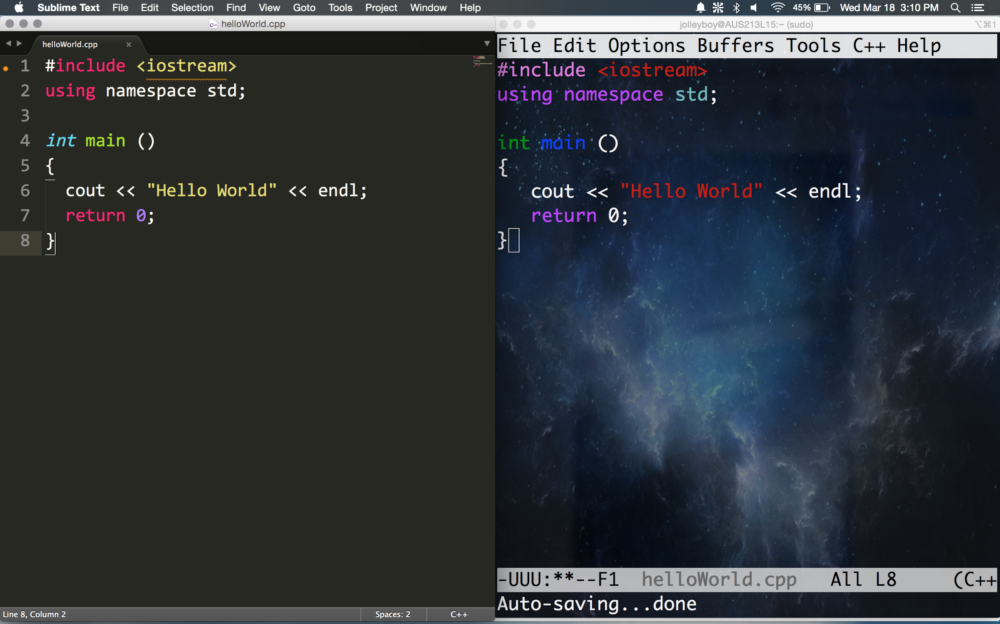 Sublime Text File Edit Selection Find View Goto Tools Project Window Help 45% Wed Mar 18 3:10 PM
helloWorld.cpp
helloWorld.cpp
1 #include <iostream>
2 using namespace std;
3
4 int main ()
5 {
6 cout << "Hello World" << endl;
7 return 0;
8 }
Line 8, Column 2 Spaces: 2 C++
jolleyboy@AUS213L15:~ (sudo) ⌥⌘1
File Edit Options Buffers Tools C++ Help
#include <iostream>
using namespace std;
int main ()
{
cout << "Hello World" << endl;
return 0;
}
-UUU:**--F1 helloWorld.cpp All L8 (C++
Auto-saving...done